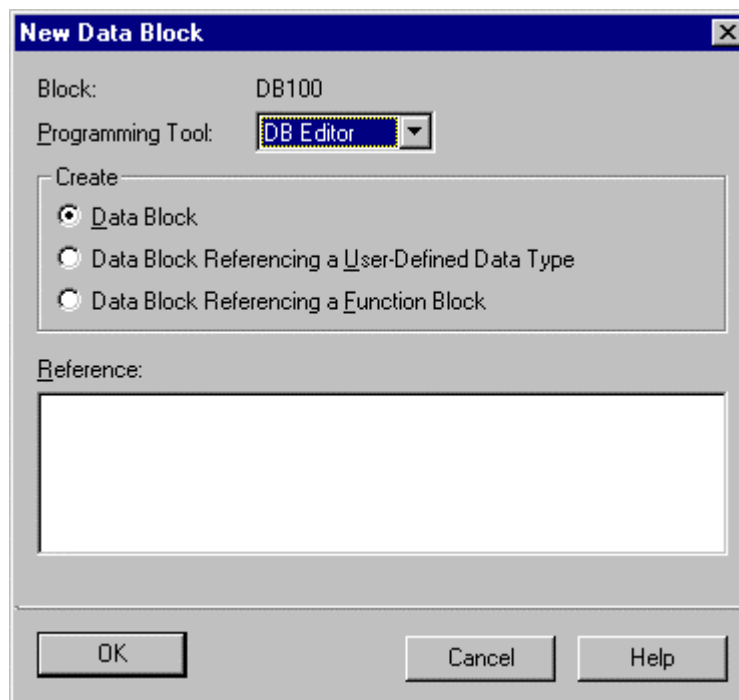 New Data Block
Block: DB100
Programming Tool: DB Editor
Create
Data Block
Data Block Referencing a User-Defined Data Type
Data Block Referencing a Function Block
Reference:
OK Cancel Help